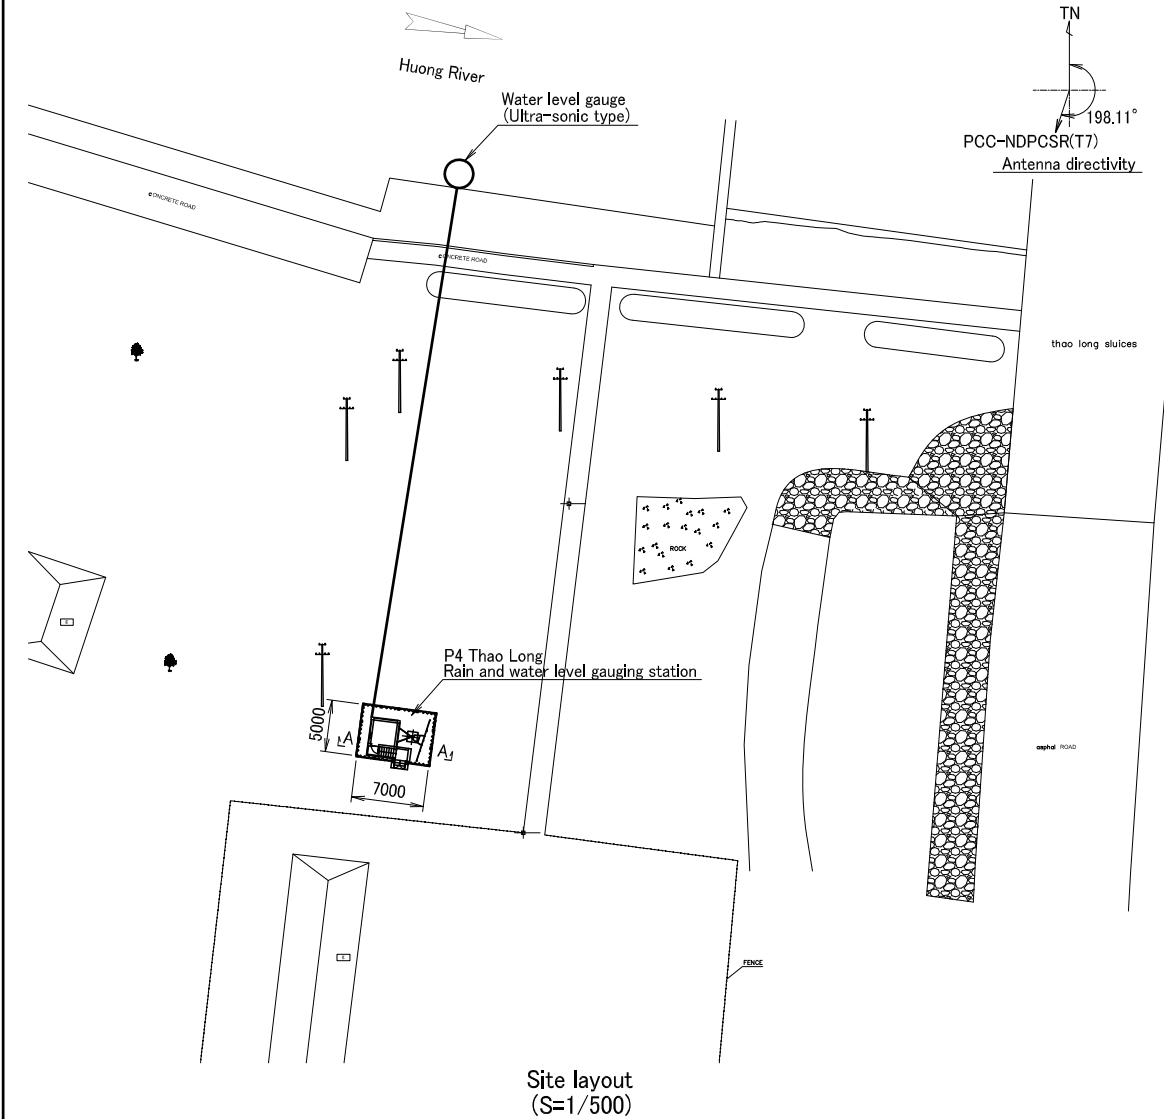 TN
Huong River
Water level gauge
(Ultra-sonic type)
198.11°
PCC-NDPCSR(T7)
Antenna directivity
CONCRETE ROAD
CONCRETE ROAD
thao long sluices
ROCK
P4 Thao Long
Rain and water level gauging station
5000
A
A
7000
asphal ROAD
FENCE
Site layout
(S=1/500)